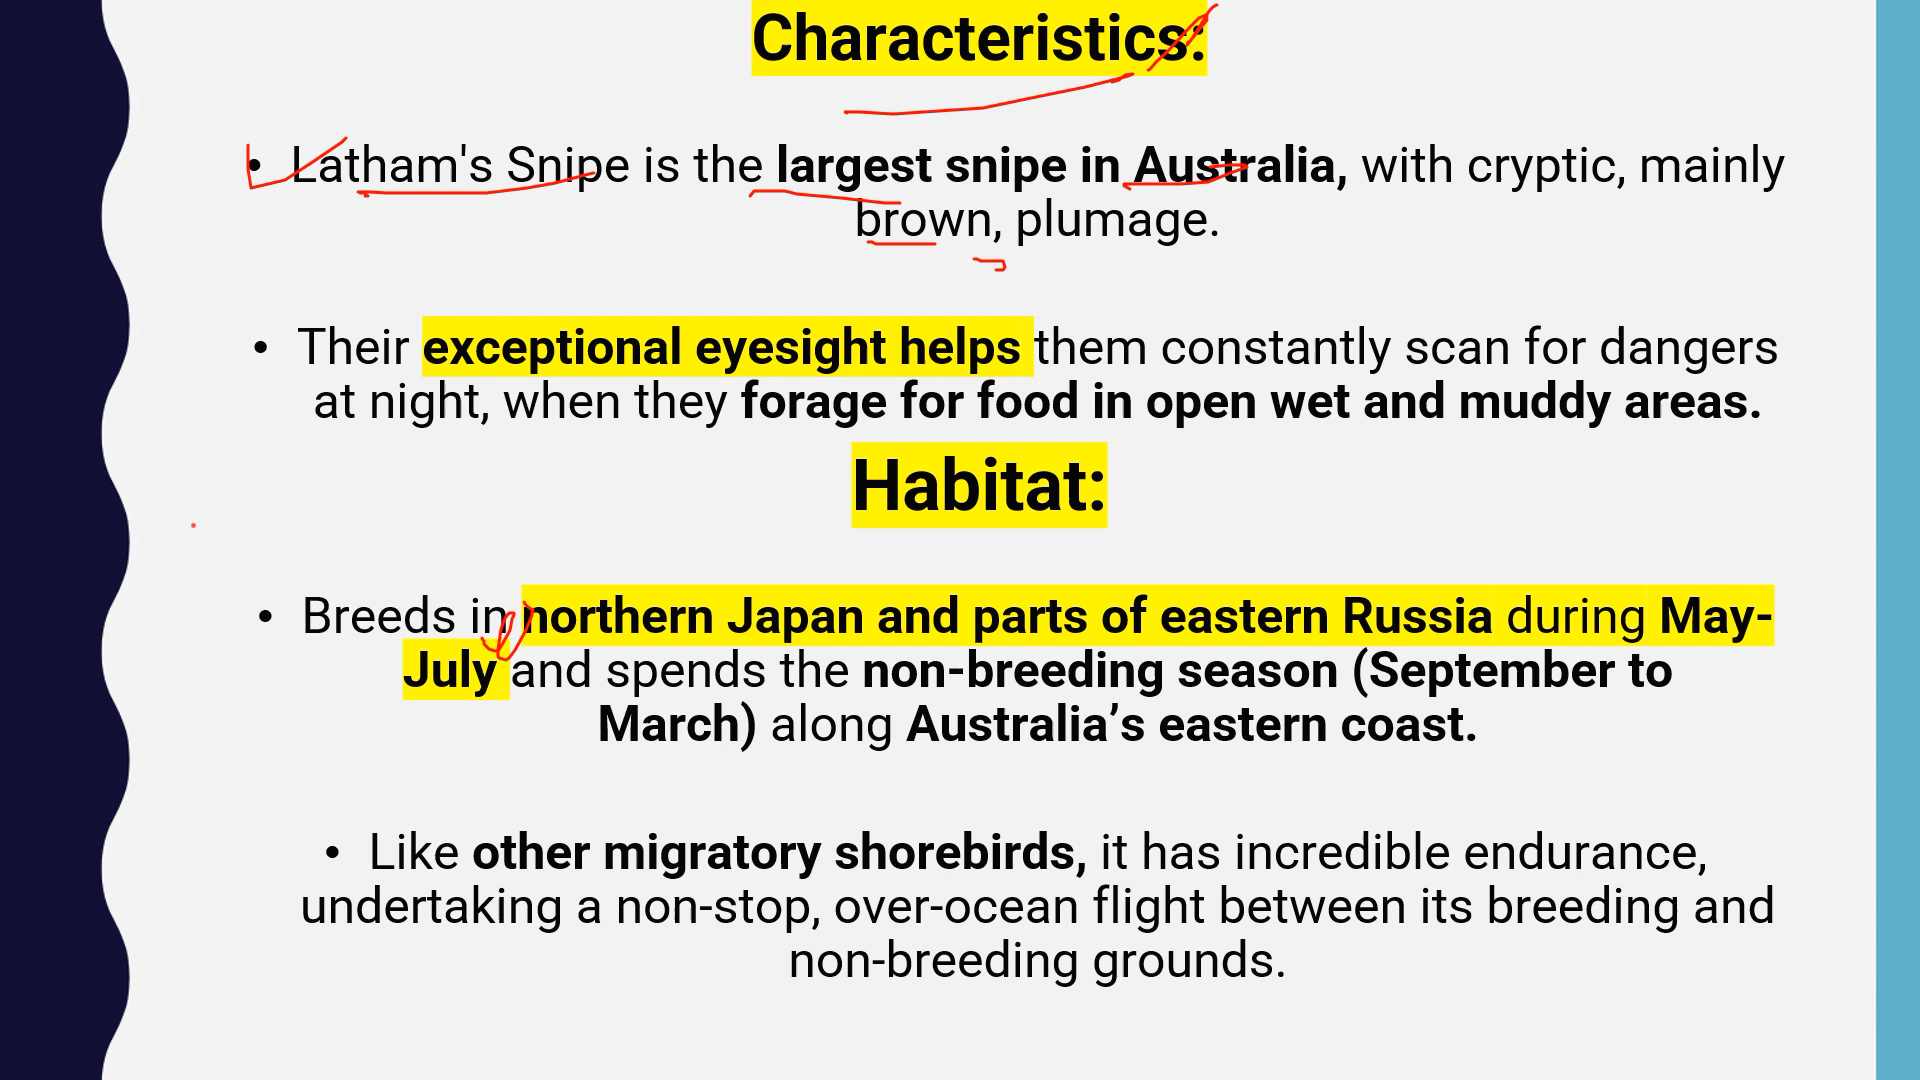 Characteristics:
• Latham's Snipe is the largest snipe in Australia, with cryptic, mainly
brown, plumage.
• Their exceptional eyesight helps them constantly scan for dangers
at night, when they forage for food in open wet and muddy areas.
Habitat:
• Breeds in northern Japan and parts of eastern Russia during May-
July and spends the non-breeding season (September to
March) along Australia’s eastern coast.
• Like other migratory shorebirds, it has incredible endurance,
undertaking a non-stop, over-ocean flight between its breeding and
non-breeding grounds.